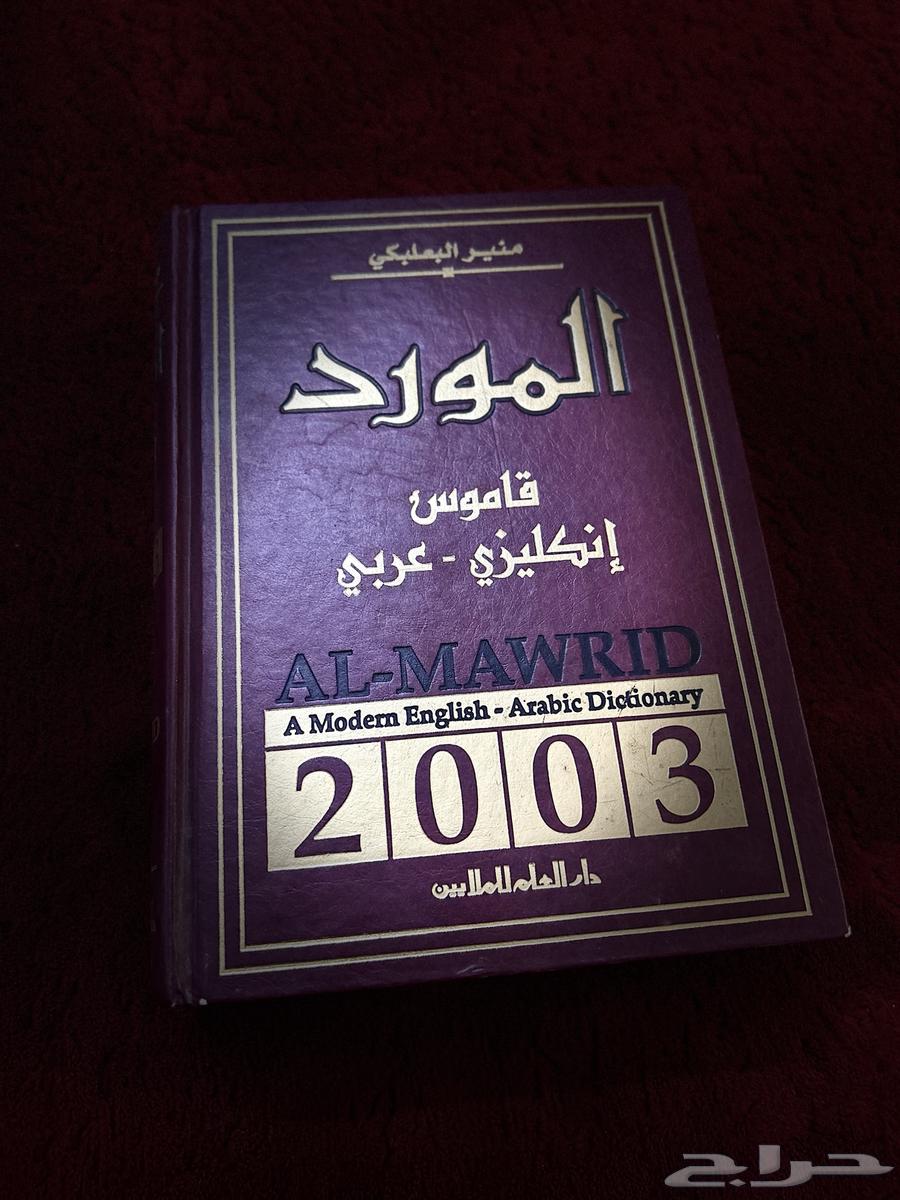 منير البعلبكي
المورد
قاموس
إنكليزي - عربي
AL-MAWRID
A Modern English - Arabic Dictionary
2003
دار العلم للملايين
حراج